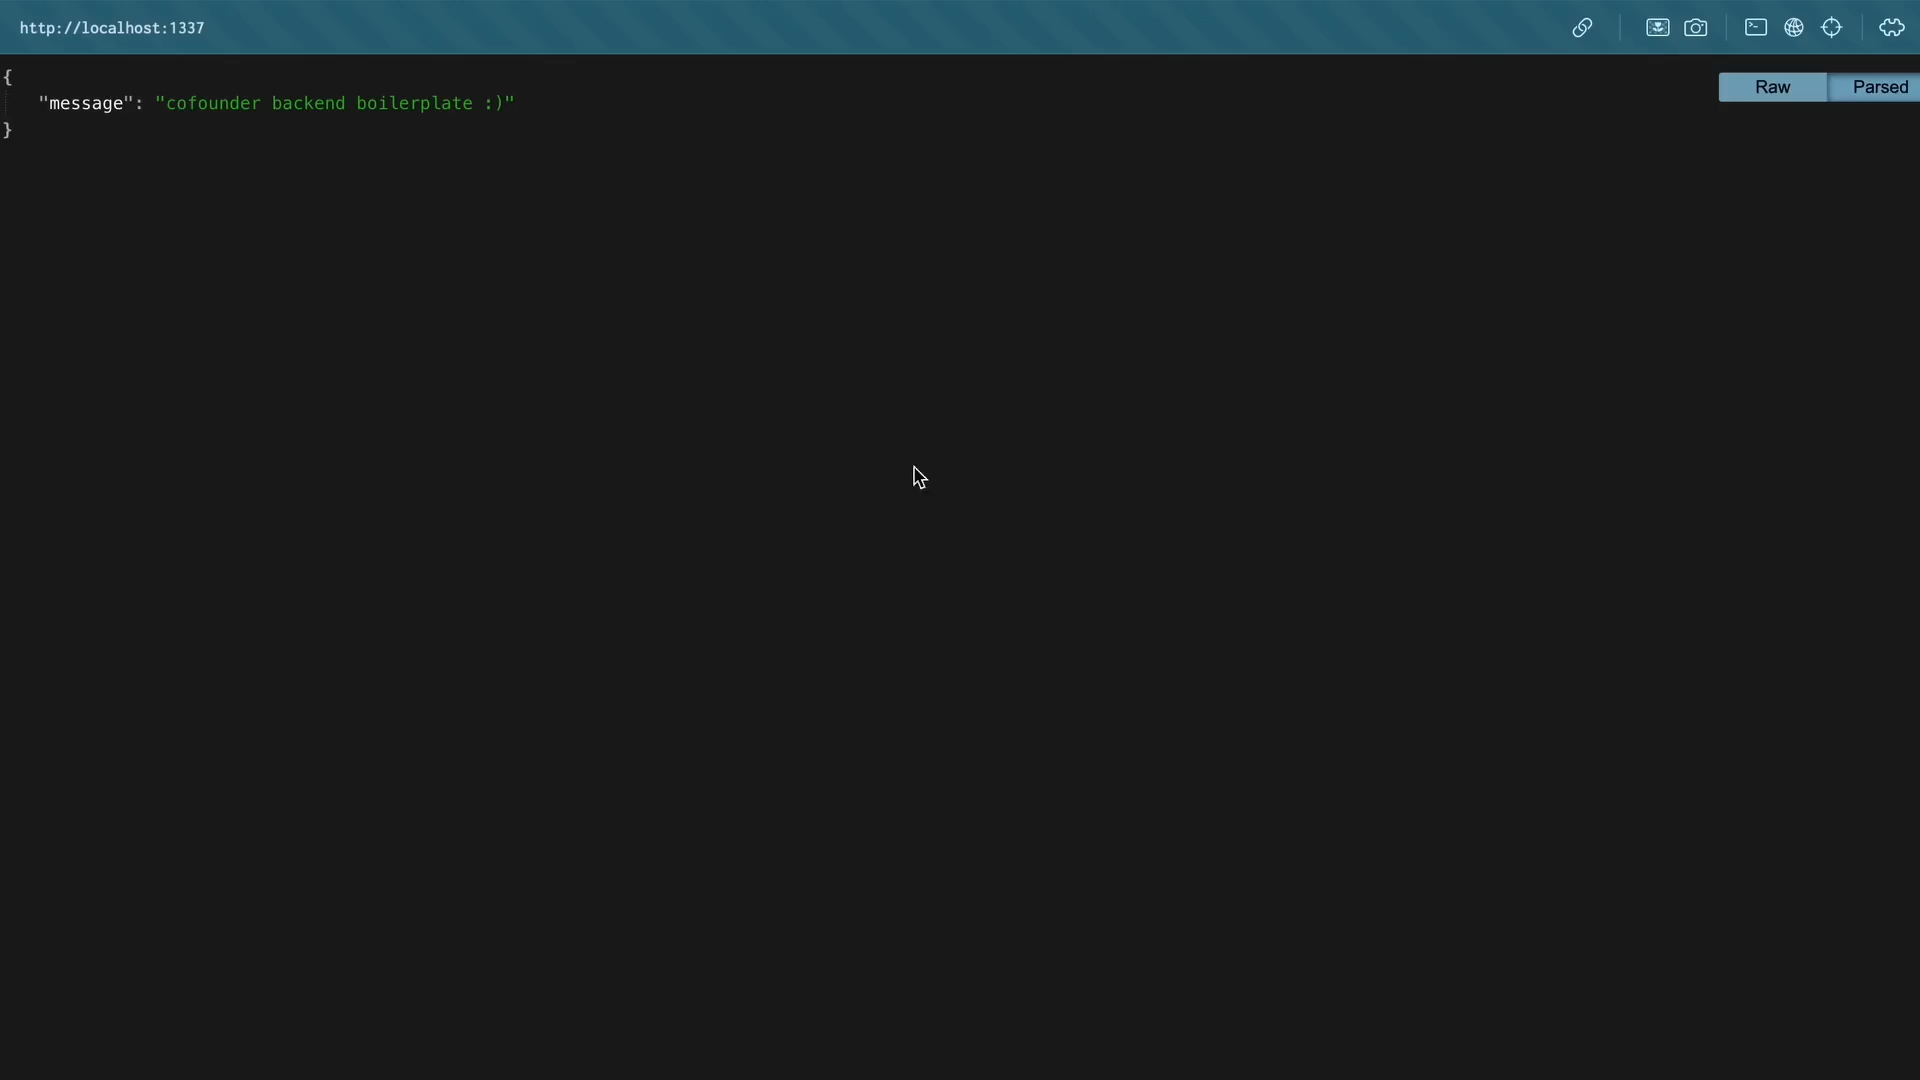 http://localhost:1337
Raw Parsed
{
"message": "cofounder backend boilerplate :)"
}